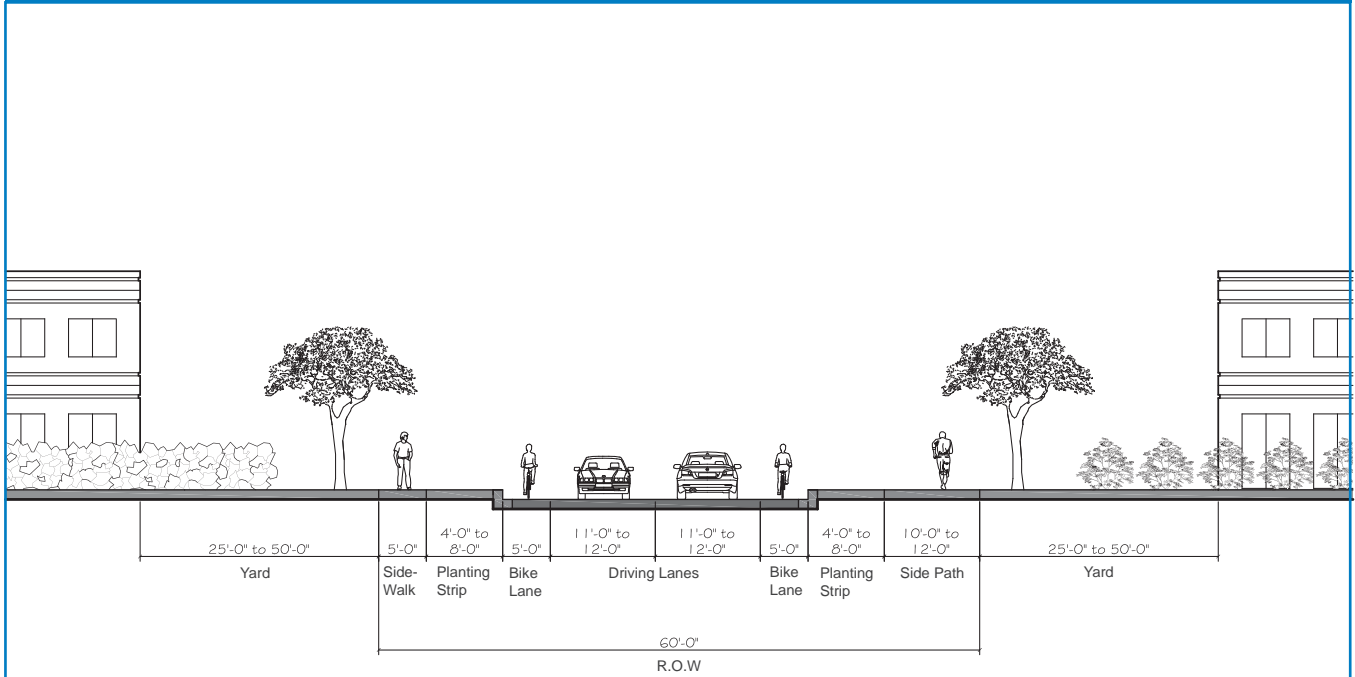 25'-0" to 50'-0"
Yard
5'-0"
Side-
Walk
4'-0" to
8'-0"
Planting
Strip
5'-0"
Bike
Lane
11'-0" to
12'-0"
11'-0" to
12'-0"
Driving Lanes
5'-0"
Bike
Lane
4'-0" to
8'-0"
Planting
Strip
10'-0" to
12'-0"
Side Path
25'-0" to 50'-0"
Yard
60'-0"
R.O.W